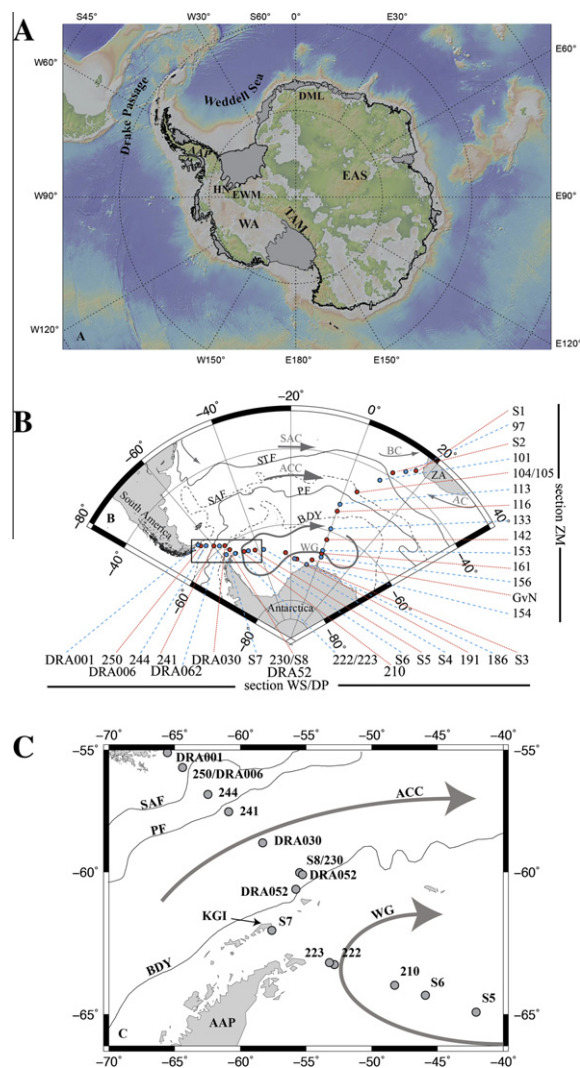 A
S45° W30° S60° 0° E30°
W60° E60°
Drake Passage
Weddell Sea
DML
AAP
HN
EWM
EAS
W90° E90°
WA
TAM
W120° E120°
A
W150° E180° E150°
B
−20°
−40° 0°
−60° 20°
−80° 40°
SAC
STF
ACC
SAF
PF
BDY
WG
BC
ZA
AC
South America
Antarctica
B
−40°
−60°
−80°
−60°
−80°
S1
97
S2
101
104/105
113
116
133
142
153
161
156
GvN
154
section ZM
DRA001 250 244 241 DRA030 S7 230/S8 222/223 S6 S5 S4 191 186 S3
DRA006 DRA062 DRA52 210
section WS/DP
C
−70° −65° −60° −55° −50° −45° −40°
−55° −55°
DRA001
250/DRA006
SAF
244
PF
241
ACC
DRA030
−60° −60°
S8/230
DRA052
DRA052
KGI
S7
WG
BDY
223 222
210
S6
S5
−65° −65°
AAP
C
−70° −65° −60° −55° −50° −45° −40°